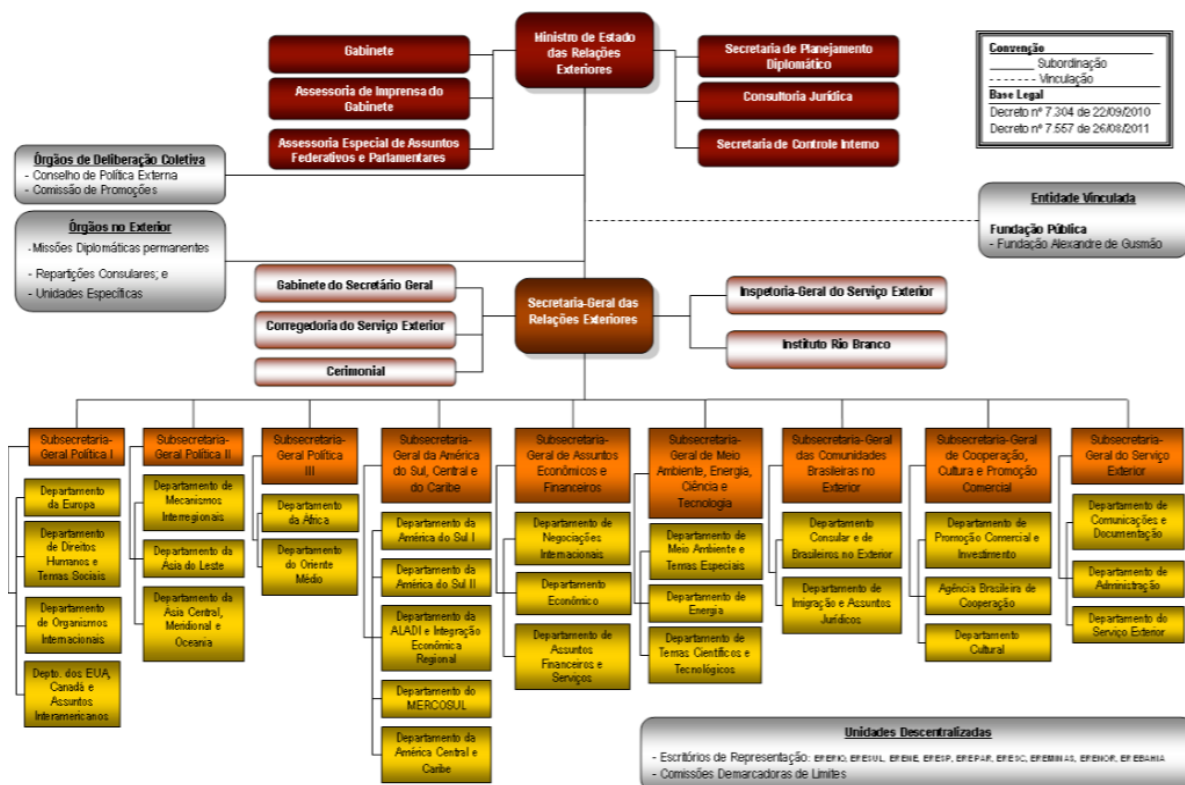 Ministro de Estado
das Relações
Exteriores
Gabinete
Assessoria de Imprensa do
Gabinete
Assessoria Especial de Assuntos
Federativos e Parlamentares
Secretaria de Planejamento
Diplomático
Consultoria Jurídica
Secretaria de Controle Interno
Convenção
Subordinação
Vinculação
Base Legal
Decreto nº 7.304 de 22/09/2010
Decreto nº 7.557 de 26/08/2011
Órgãos de Deliberação Coletiva
- Conselho de Política Externa
- Comissão de Promoções
Órgãos no Exterior
-Missões Diplomáticas permanentes
- Repartições Consulares; e
- Unidades Específicas
Entidade Vinculada
Fundação Pública
- Fundação Alexandre de Gusmão
Secretaria-Geral das
Relações Exteriores
Gabinete do Secretário Geral
Corregedoria do Serviço Exterior
Cerimonial
Inspetoria-Geral do Serviço Exterior
Instituto Rio Branco
Subsecretaria-
Geral Política I
Departamento
da Europa
Departamento
de Direitos
Humanos e
Temas Sociais
Departamento
de Organismos
Internacionais
Depto. dos EUA,
Canadá e
Assuntos
Interamericanos
Subsecretaria-
Geral Política II
Departamento de
Mecanismos
Interregionais
Departamento da
Ásia do Leste
Departamento da
Ásia Central,
Meridional e
Oceania
Subsecretaria-
Geral Política
III
Departamento
da África
Departamento
do Oriente
Médio
Subsecretaria-
Geral da América
do Sul, Central e
do Caribe
Departamento da
América do Sul I
Departamento da
América do Sul II
Departamento da
ALADI e Integração
Econômica
Regional
Departamento do
MERCOSUL
Departamento da
América Central e
Caribe
Subsecretaria-
Geral de Assuntos
Econômicos e
Financeiros
Departamento de
Negociações
Internacionais
Departamento
Econômico
Departamento de
Assuntos
Financeiros e
Serviços
Subsecretaria-
Geral de Meio
Ambiente, Energia,
Ciência e
Tecnologia
Departamento de
Meio Ambiente e
Temas Especiais
Departamento
de Energia
Departamento de
Temas Científicos e
Tecnológicos
Subsecretaria-Geral
das Comunidades
Brasileiras no
Exterior
Departamento
Consular e de
Brasileiros no Exterior
Departamento de
Imigração e Assuntos
Jurídicos
Subsecretaria-Geral
de Cooperação,
Cultura e Promoção
Comercial
Departamento de
Promoção Comercial e
Investimento
Agência Brasileira de
Cooperação
Departamento
Cultural
Subsecretaria-
Geral do Serviço
Exterior
Departamento de
Comunicações e
Documentação
Departamento de
Administração
Departamento do
Serviço Exterior
Unidades Descentralizadas
- Escritórios de Representação: ERERIO, ERESUL, ERENE, ERESP, EREPAR, ERESC, EREMINAS, ERENOR, EREBAHIA
- Comissões Demarcadoras de Limites